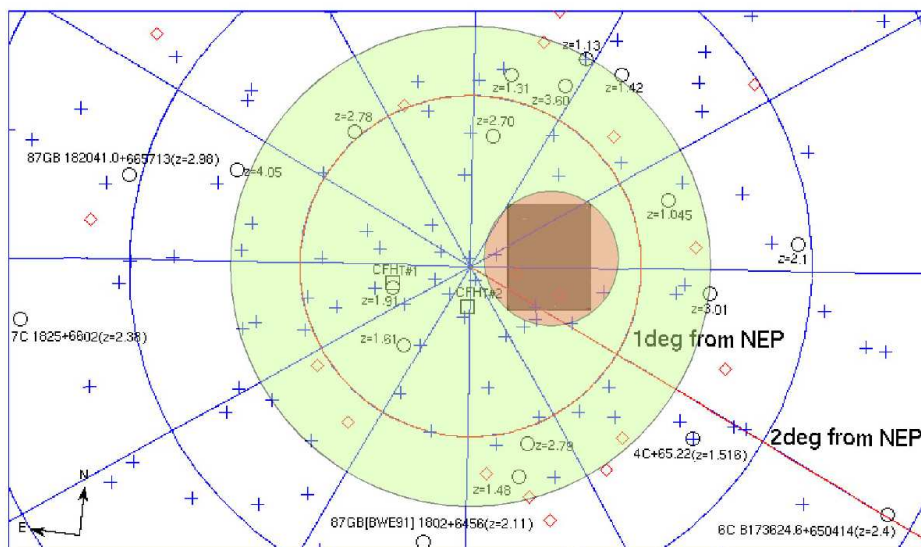 z=1.13
z=1.31
z=3.60
z=1.42
z=2.78
z=2.70
87GB 182041.0+665713(z=2.98)
z=4.05
z=1.045
z=2.1
CFHT#1
z=1.91
CFHT#2
z=3.01
7C 1825+6602(z=2.38)
z=1.61
1deg from NEP
2deg from NEP
z=2.79
4C+65.22(z=1.516)
N
z=1.48
E
87GB[BWE91] 1802+6456(z=2.11)
6C B173624.6+650414(z=2.4)